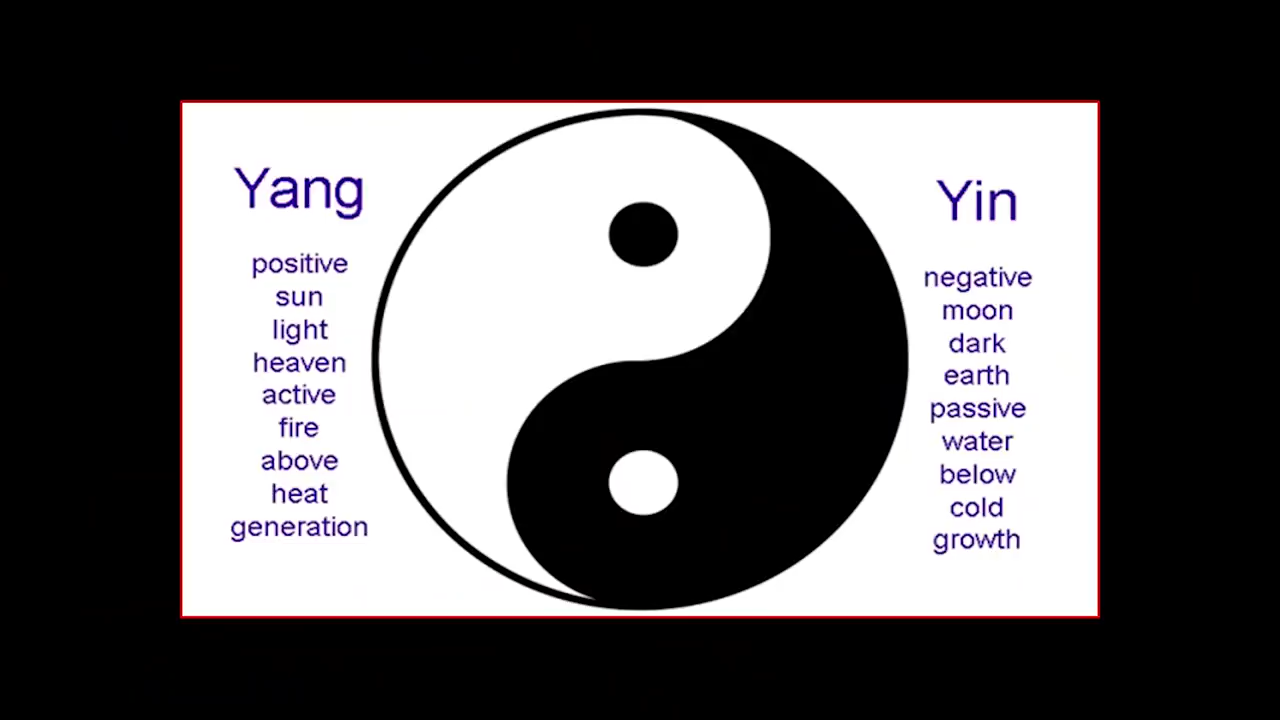 Yang
positive
sun
light
heaven
active
fire
above
heat
generation
Yin
negative
moon
dark
earth
passive
water
below
cold
growth